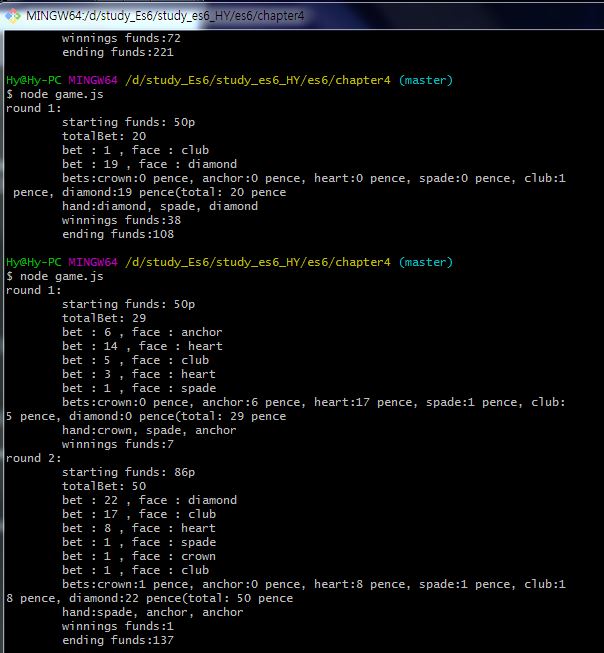 MINGW64:/d/study_Es6/study_es6_HY/es6/chapter4
winnings funds:72
ending funds:221
Hy@Hy-PC MINGW64 /d/study_Es6/study_es6_HY/es6/chapter4 (master)
$ node game.js
round 1:
starting funds: 50p
totalBet: 20
bet : 1 , face : club
bet : 19 , face : diamond
bets:crown:0 pence, anchor:0 pence, heart:0 pence, spade:0 pence, club:1
pence, diamond:19 pence(total: 20 pence
hand:diamond, spade, diamond
winnings funds:38
ending funds:108
Hy@Hy-PC MINGW64 /d/study_Es6/study_es6_HY/es6/chapter4 (master)
$ node game.js
round 1:
starting funds: 50p
totalBet: 29
bet : 6 , face : anchor
bet : 14 , face : heart
bet : 5 , face : club
bet : 3 , face : heart
bet : 1 , face : spade
bets:crown:0 pence, anchor:6 pence, heart:17 pence, spade:1 pence, club:
5 pence, diamond:0 pence(total: 29 pence
hand:crown, spade, anchor
winnings funds:7
round 2:
starting funds: 86p
totalBet: 50
bet : 22 , face : diamond
bet : 17 , face : club
bet : 8 , face : heart
bet : 1 , face : spade
bet : 1 , face : crown
bet : 1 , face : club
bets:crown:1 pence, anchor:0 pence, heart:8 pence, spade:1 pence, club:1
8 pence, diamond:22 pence(total: 50 pence
hand:spade, anchor, anchor
winnings funds:1
ending funds:137